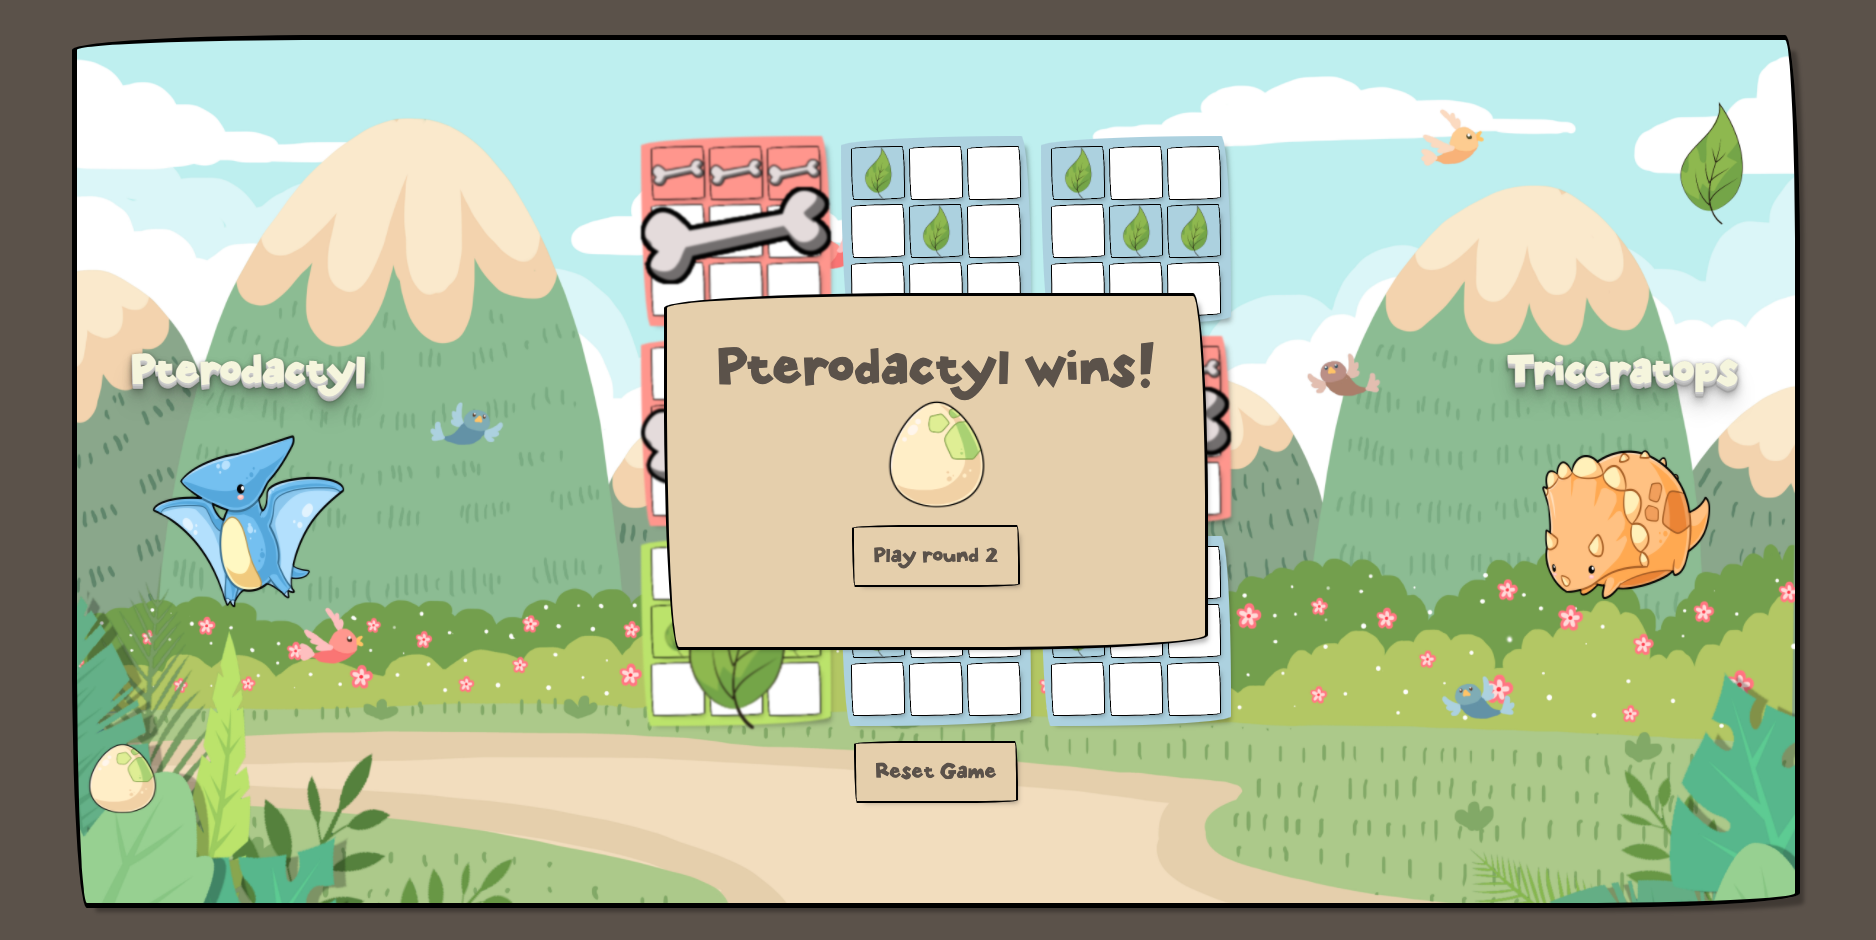 Pterodactyl wins!
Pterodactyl
Triceratops
Play round 2
Reset Game